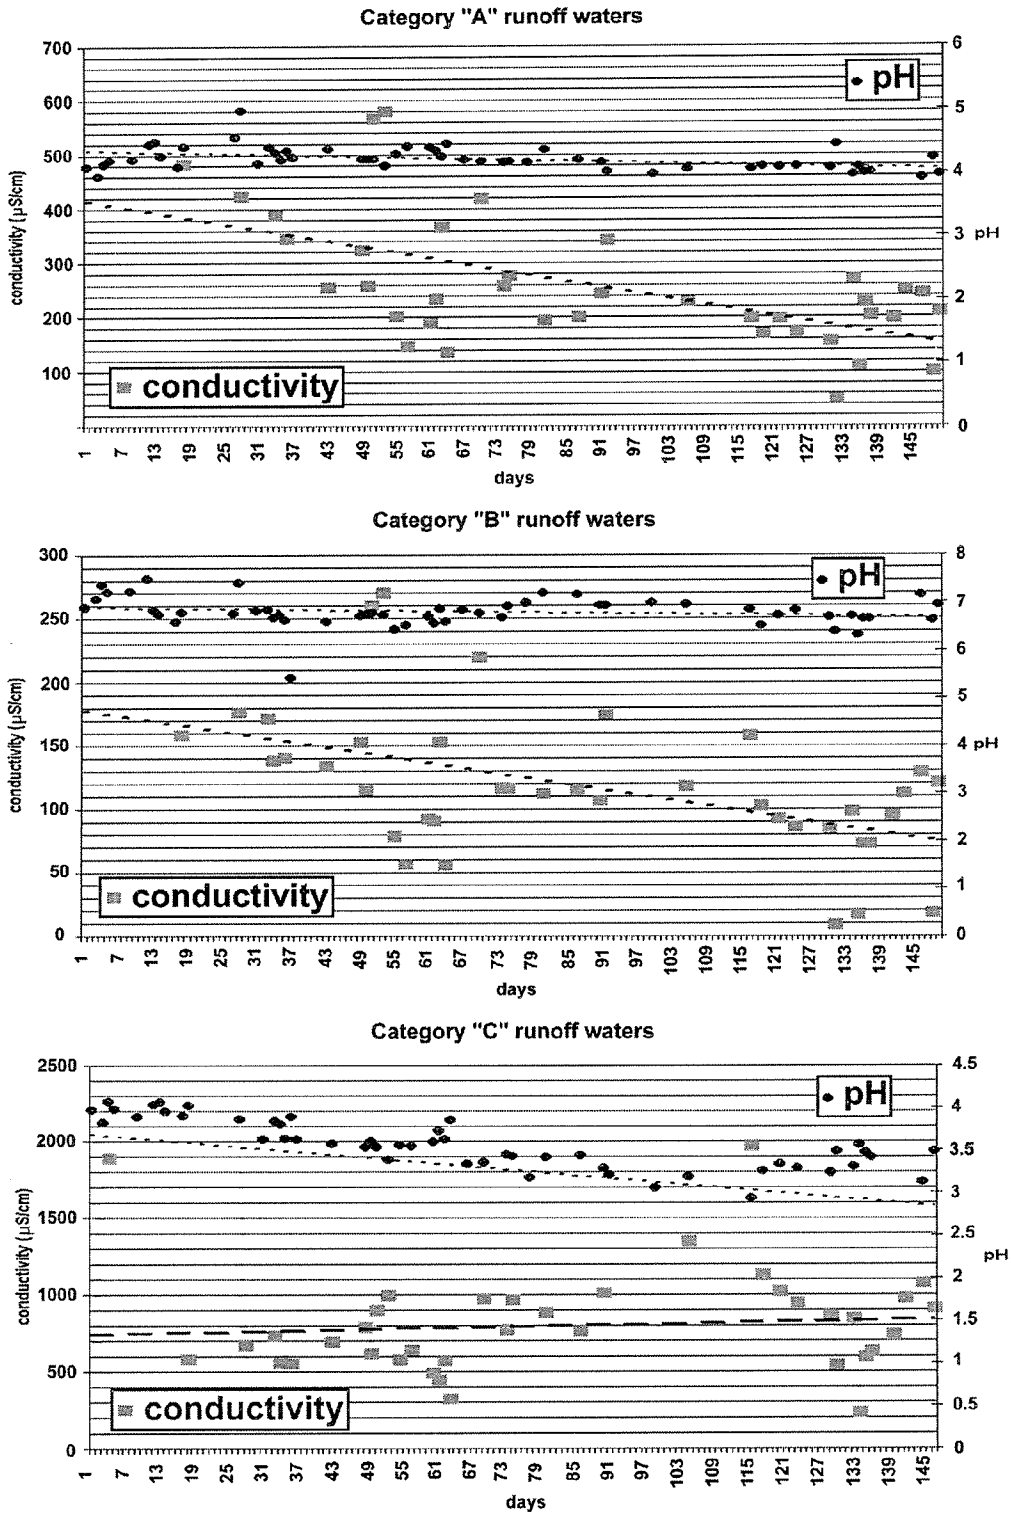 Category "A" runoff waters
700
600
500
400
300
200
100
conductivity (µS/cm)
6
5
4
3
2
1
0
pH
pH
conductivity
1 7 13 19 25 31 37 43 49 55 61 67 73 79 85 91 97 103 109 115 121 127 133 139 145
days
Category "B" runoff waters
300
250
200
150
100
50
0
conductivity (µS/cm)
8
7
6
5
4
3
2
1
0
pH
pH
conductivity
1 7 13 19 25 31 37 43 49 55 61 67 73 79 85 91 97 103 109 115 121 127 133 139 145
days
Category "C" runoff waters
2500
2000
1500
1000
500
0
conductivity (µS/cm)
4.5
4
3.5
3
2.5
2
1.5
1
0.5
0
pH
pH
conductivity
1 7 13 19 25 31 37 43 49 55 61 67 73 79 85 91 97 103 109 115 121 127 133 139 145
days